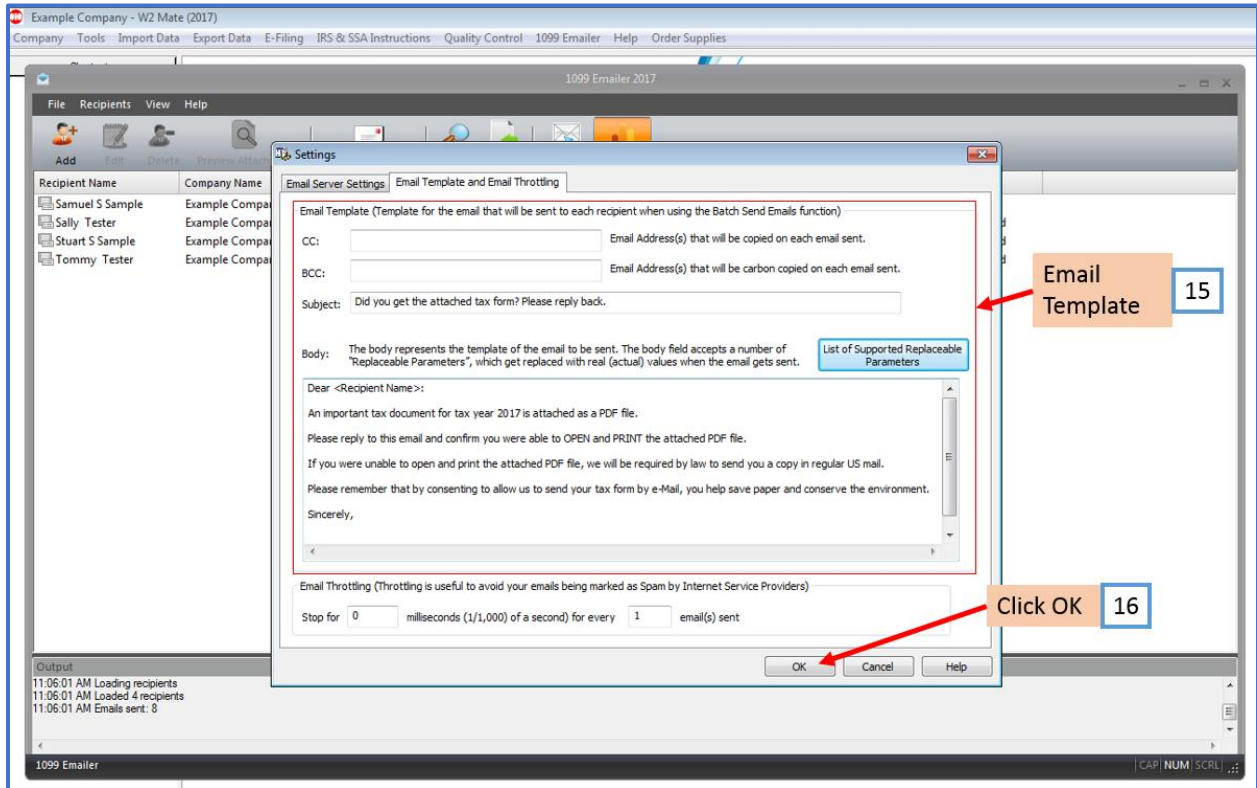 Example Company - W2 Mate (2017)
Company Tools Import Data Export Data E-Filing IRS & SSA Instructions Quality Control 1099 Emailer Help Order Supplies
1099 Emailer 2017
File Recipients View Help
Add Edit Delete Preview Attach
Settings
Recipient Name Company Name
Email Server Settings Email Template and Email Throttling
Samuel S Sample Example Compa
Sally Tester Example Compa
Stuart S Sample Example Compa
Tommy Tester Example Compa
Email Template (Template for the email that will be sent to each recipient when using the Batch Send Emails function)
CC: Email Address(s) that will be copied on each email sent.
BCC: Email Address(s) that will be carbon copied on each email sent.
Subject: Did you get the attached tax form? Please reply back.
Email
Template
15
Body: The body represents the template of the email to be sent. The body field accepts a number of
"Replaceable Parameters", which get replaced with real (actual) values when the email gets sent.
List of Supported Replaceable
Parameters
Dear <Recipient Name>:
An important tax document for tax year 2017 is attached as a PDF file.
Please reply to this email and confirm you were able to OPEN and PRINT the attached PDF file.
If you were unable to open and print the attached PDF file, we will be required by law to send you a copy in regular US mail.
Please remember that by consenting to allow us to send your tax form by e-Mail, you help save paper and conserve the environment.
Sincerely,
Email Throttling (Throttling is useful to avoid your emails being marked as Spam by Internet Service Providers)
Stop for 0 milliseconds (1/1,000) of a second) for every 1 email(s) sent
Click OK 16
OK Cancel Help
Output
11:06:01 AM Loading recipients
11:06:01 AM Loaded 4 recipients
11:06:01 AM Emails sent: 8
1099 Emailer CAP NUM SCRL